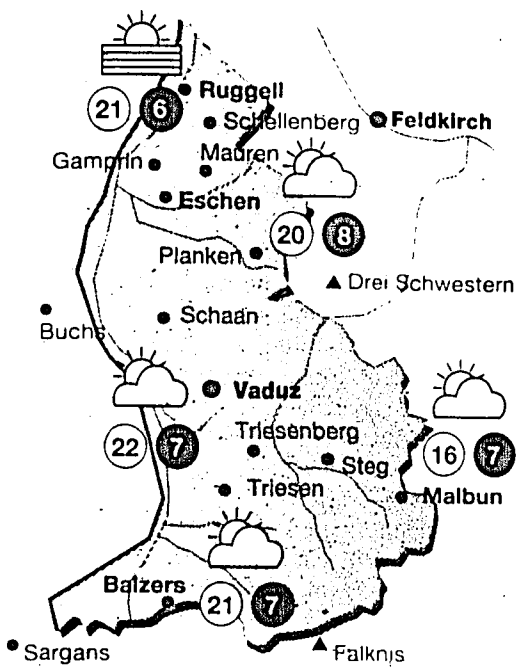 21 6
Ruggell
Schellenberg
Feldkirch
Gamprin
Mauren
Eschen
20 8
Planken
Drei Schwestern
Buchs
Schaan
Vaduz
22 7
Triesenberg
Steg
16 7
Triesen
Malbun
Balzers
21 7
Sargans
Falknis